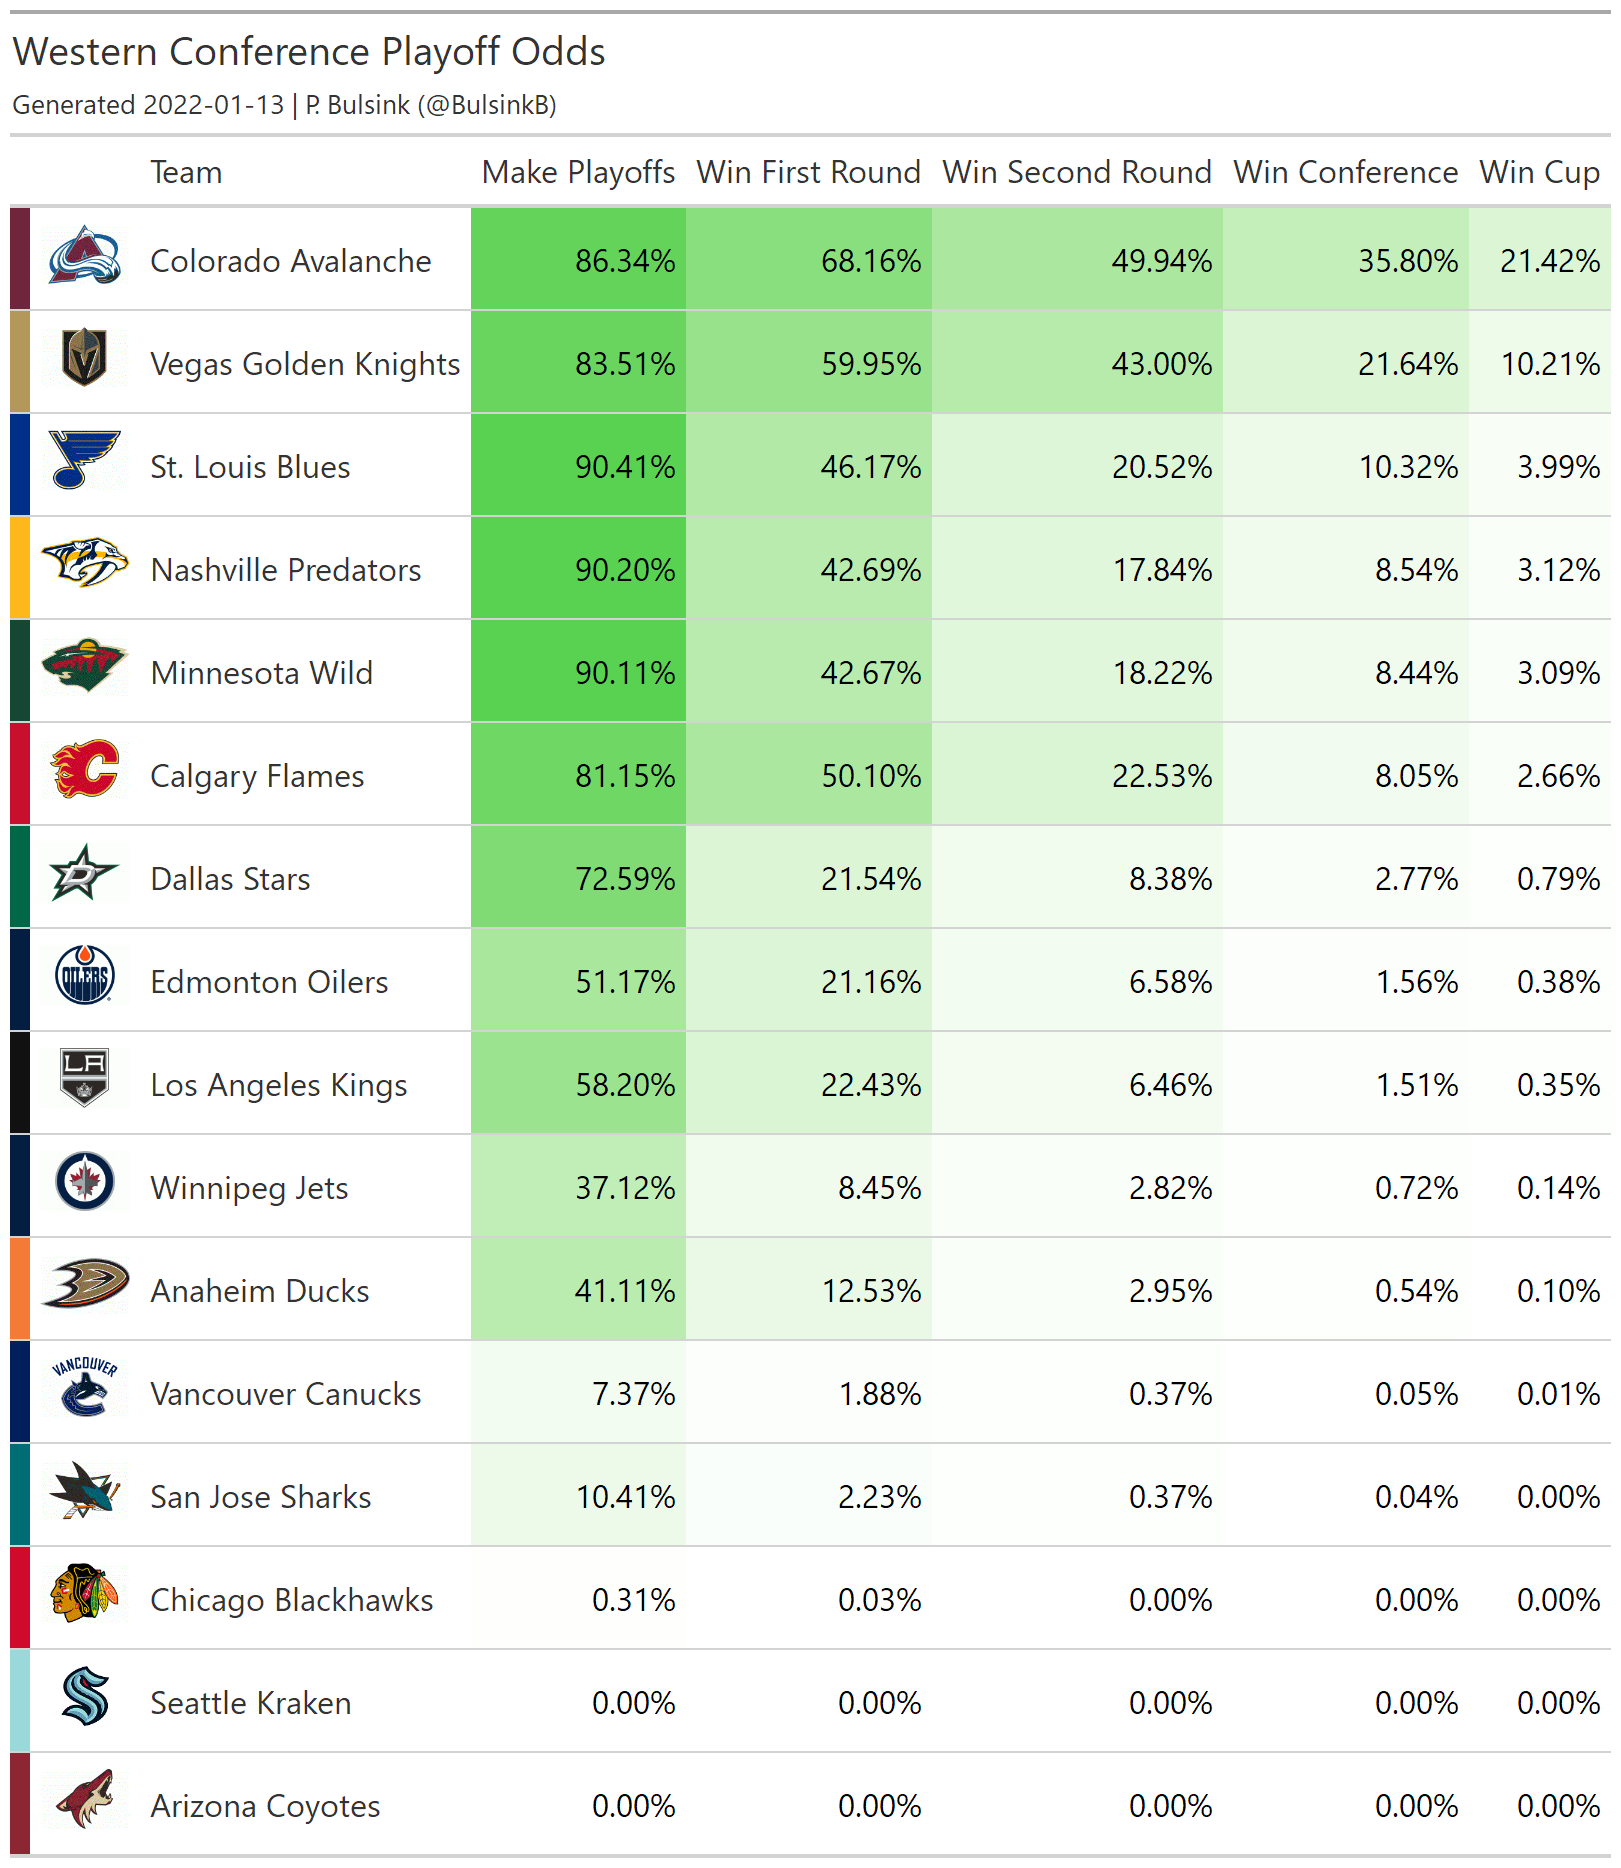 Western Conference Playoff Odds
Generated 2022-01-13 | P. Bulsink (@BulsinkB)
Team Make Playoffs Win First Round Win Second Round Win Conference Win Cup
Colorado Avalanche 86.34% 68.16% 49.94% 35.80% 21.42%
Vegas Golden Knights 83.51% 59.95% 43.00% 21.64% 10.21%
St. Louis Blues 90.41% 46.17% 20.52% 10.32% 3.99%
Nashville Predators 90.20% 42.69% 17.84% 8.54% 3.12%
Minnesota Wild 90.11% 42.67% 18.22% 8.44% 3.09%
Calgary Flames 81.15% 50.10% 22.53% 8.05% 2.66%
D
Dallas Stars 72.59% 21.54% 8.38% 2.77% 0.79%
OILERS
Edmonton Oilers 51.17% 21.16% 6.58% 1.56% 0.38%
LA
Los Angeles Kings 58.20% 22.43% 6.46% 1.51% 0.35%
Winnipeg Jets 37.12% 8.45% 2.82% 0.72% 0.14%
Anaheim Ducks 41.11% 12.53% 2.95% 0.54% 0.10%
VANCOUVER
Vancouver Canucks 7.37% 1.88% 0.37% 0.05% 0.01%
San Jose Sharks 10.41% 2.23% 0.37% 0.04% 0.00%
Chicago Blackhawks 0.31% 0.03% 0.00% 0.00% 0.00%
Seattle Kraken 0.00% 0.00% 0.00% 0.00% 0.00%
Arizona Coyotes 0.00% 0.00% 0.00% 0.00% 0.00%